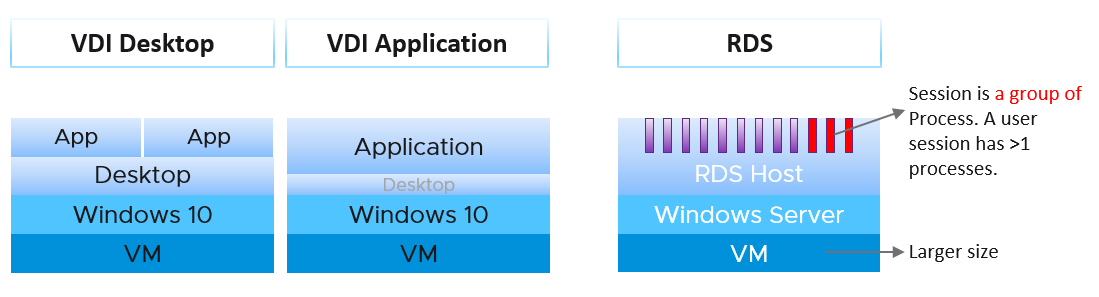 VDI Desktop
VDI Application
RDS
App
App
Desktop
Windows 10
VM
Application
Desktop
Windows 10
RDS Host
Windows Server
VM
Session is a group of
Process. A user
session has >1
processes.
Larger size